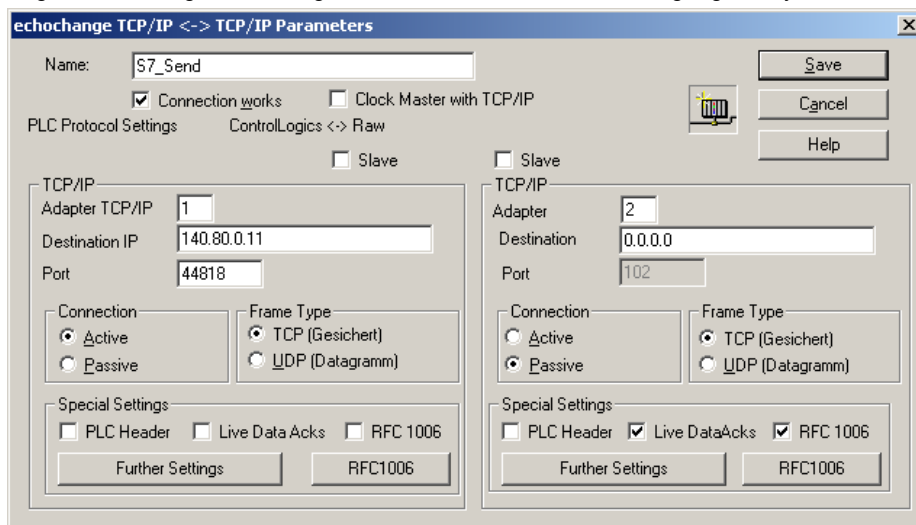 echochange TCP/IP <-> TCP/IP Parameters
Name: S7_Send Save
Connection works Clock Master with TCP/IP Cancel
PLC Protocol Settings ControlLogics <-> Raw
Help
Slave Slave
TCP/IP TCP/IP
Adapter TCP/IP 1 Adapter 2
Destination IP 140.80.0.11 Destination 0.0.0.0
Port 44818 Port 102
Connection Frame Type Connection Frame Type
Active TCP (Gesichert) Active TCP (Gesichert)
Passive UDP (Datagramm) Passive UDP (Datagramm)
Special Settings Special Settings
PLC Header Live Data Acks RFC 1006 PLC Header Live DataAcks RFC 1006
Further Settings RFC1006 Further Settings RFC1006